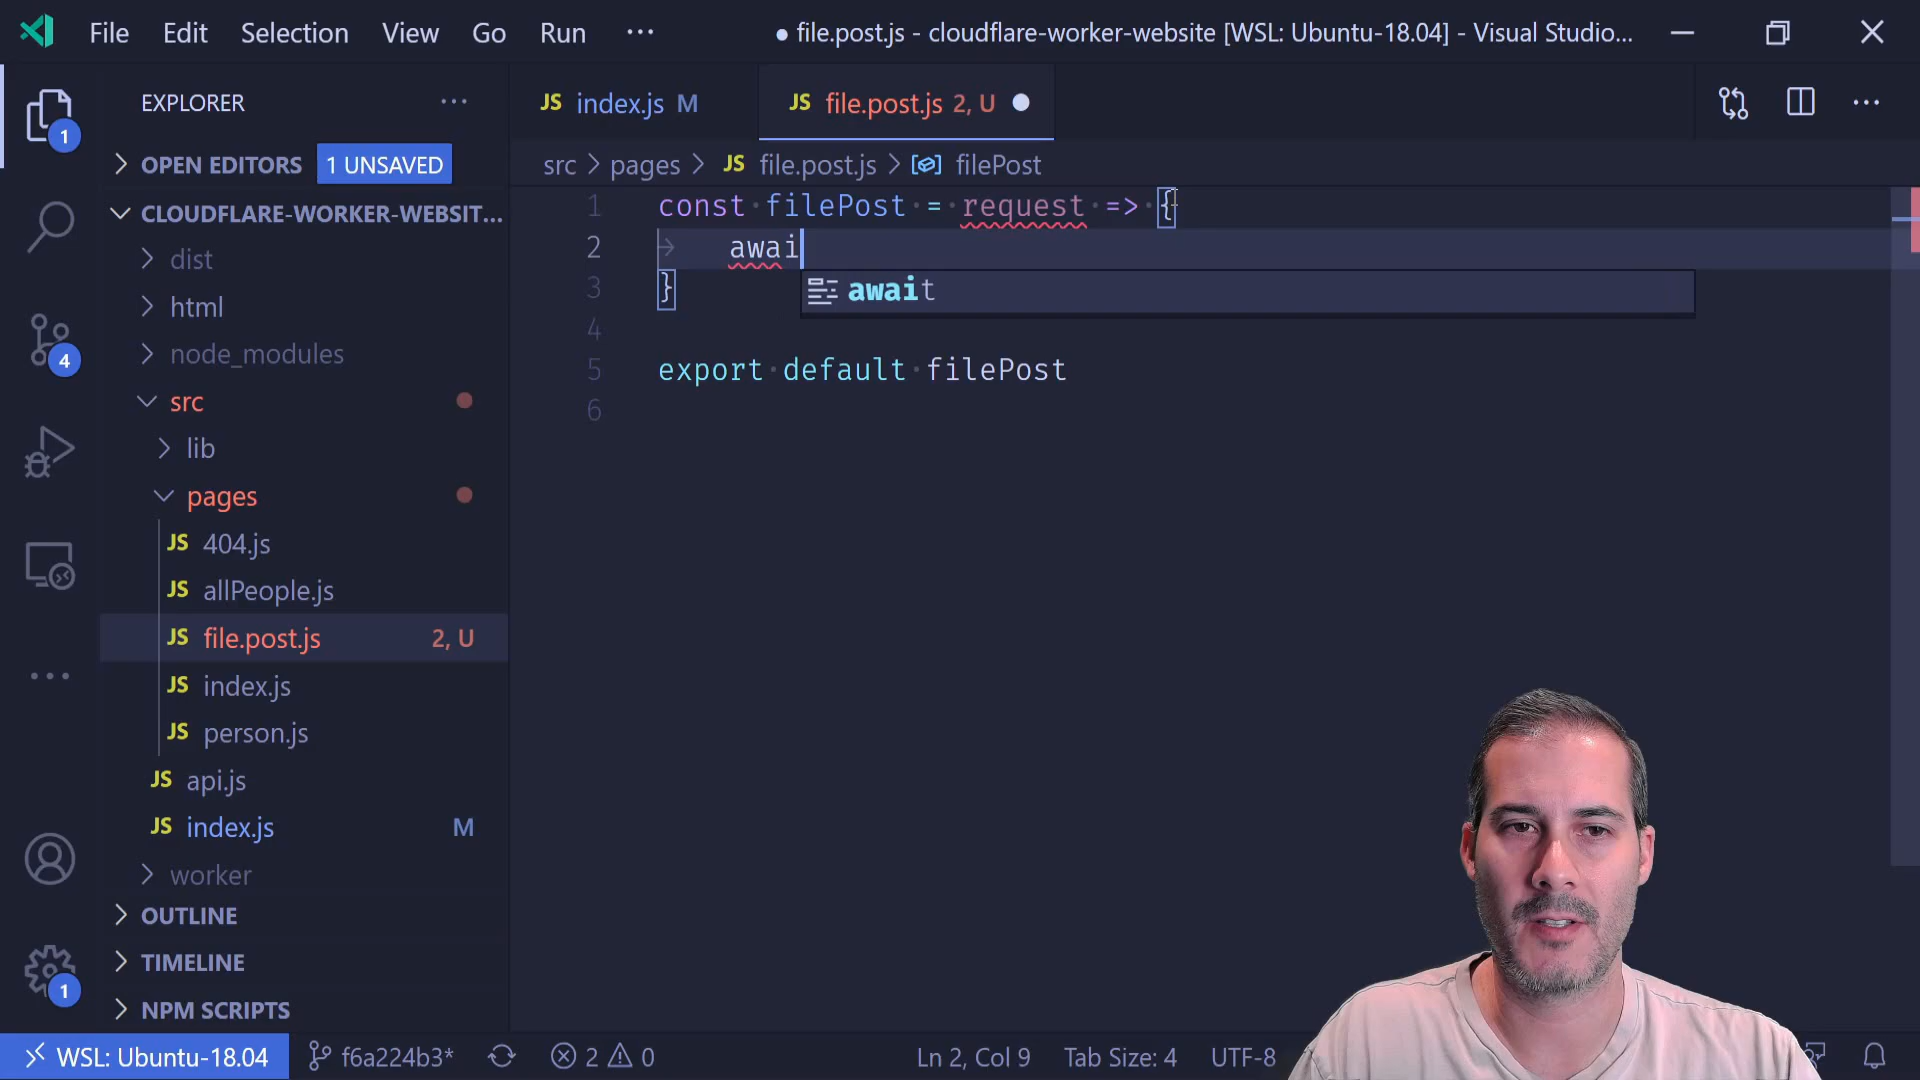 File Edit Selection View Go Run ···
● file.post.js - cloudflare-worker-website [WSL: Ubuntu-18.04] - Visual Studio...
EXPLORER
OPEN EDITORS 1 UNSAVED
CLOUDFLARE-WORKER-WEBSIT...
dist
html
node_modules
src
lib
pages
JS 404.js
JS allPeople.js
JS file.post.js 2, U
JS index.js
JS person.js
JS api.js
JS index.js M
worker
OUTLINE
TIMELINE
NPM SCRIPTS
1
4
1
JS index.js M
JS file.post.js 2, U
src > pages > JS file.post.js > filePost
1 const filePost = request => {
2 awai
await
3 }
4
5 export default filePost
6
WSL: Ubuntu-18.04 f6a224b3* 2 0 Ln 2, Col 9 Tab Size: 4 UTF-8